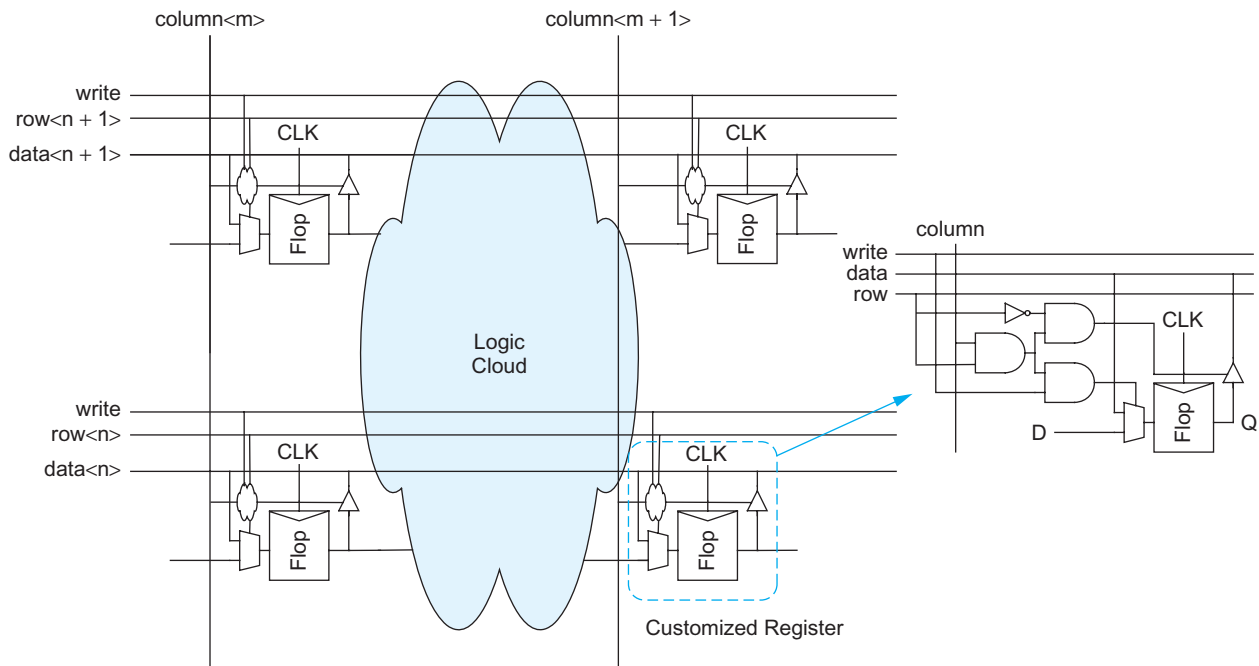 column<m>
column<m + 1>
write
row<n + 1>
data<n + 1>
CLK
Flop
CLK
Flop
Logic
Cloud
write
row<n>
data<n>
CLK
Flop
CLK
Flop
Customized Register
column
write
data
row
CLK
Flop
D
Q